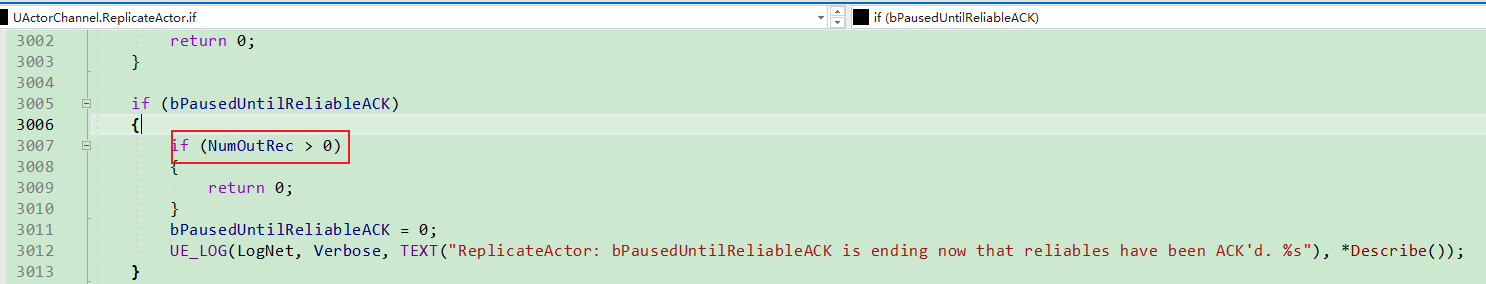 UActorChannel.ReplicateActor.if
if (bPausedUntilReliableACK)
3002 return 0;
3003 }
3004
3005 if (bPausedUntilReliableACK)
3006 {
3007 if (NumOutRec > 0)
3008 {
3009 return 0;
3010 }
3011 bPausedUntilReliableACK = 0;
3012 UE_LOG(LogNet, Verbose, TEXT("ReplicateActor: bPausedUntilReliableACK is ending now that reliables have been ACK'd. %s"), *Describe());
3013 }